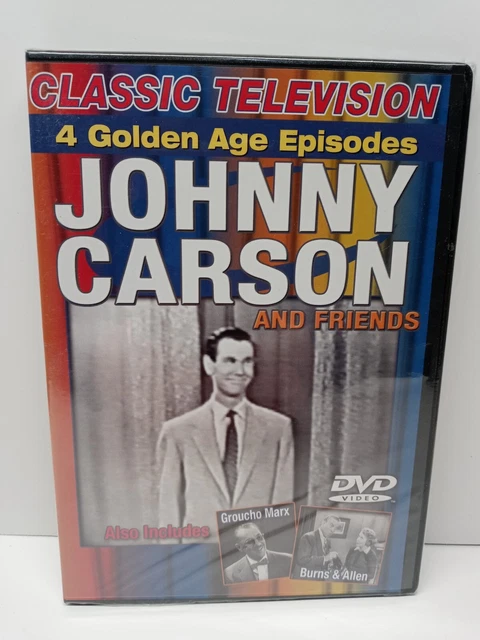 CLASSIC TELEVISION
4 Golden Age Episodes
JOHNNY
CARSON
AND FRIENDS
DVD
VIDEO
Also Includes
Groucho Marx
Burns & Allen